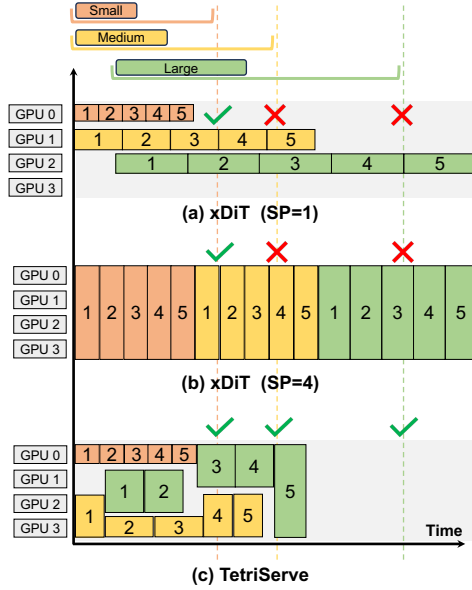 Small
Medium
Large
GPU 0 1 2 3 4 5
GPU 1 1 2 3 4 5
GPU 2 1 2 3 4 5
GPU 3
(a) xDiT (SP=1)
GPU 0
GPU 1
GPU 2
GPU 3
1 2 3 4 5 1 2 3 4 5 1 2 3 4 5
(b) xDiT (SP=4)
GPU 0 1 2 3 4 5 3 4
GPU 1 1 2 5
GPU 2 1 4 5
GPU 3 2 3
Time
(c) TetriServe